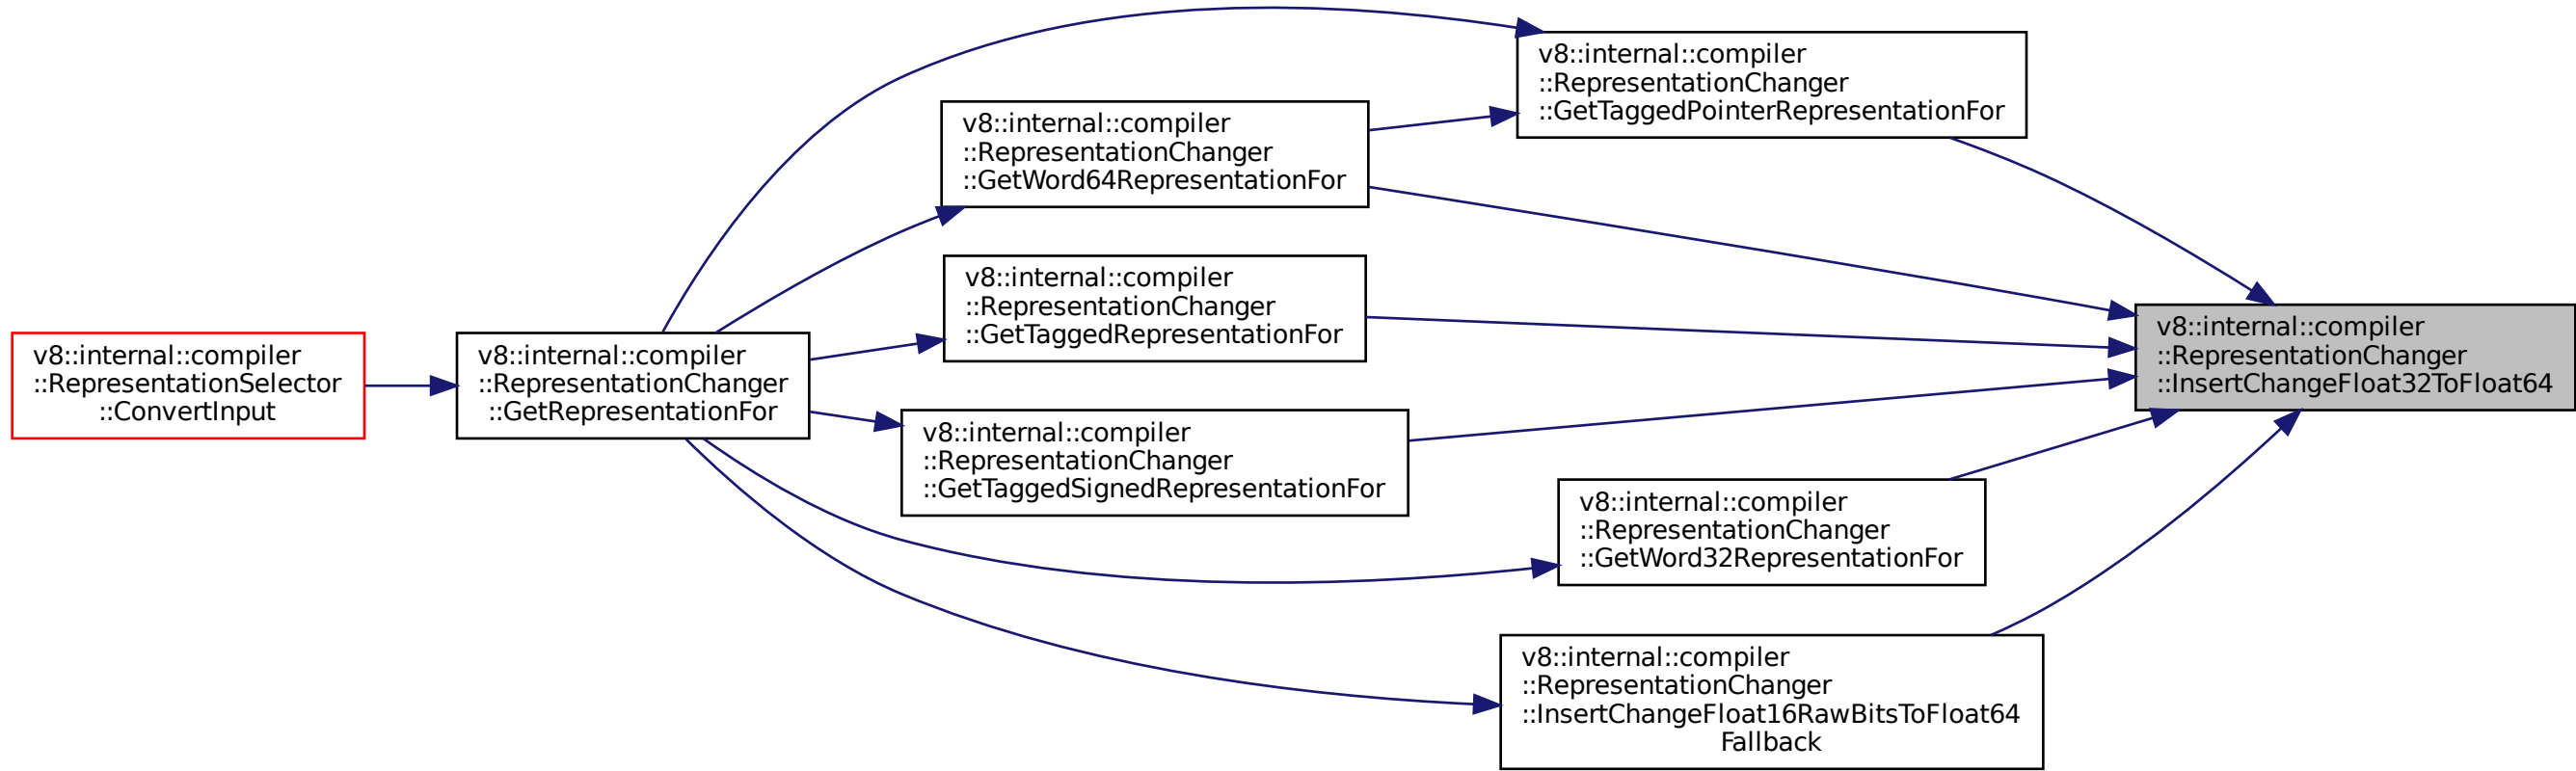 v8::internal::compiler
::RepresentationChanger
::GetTaggedPointerRepresentationFor
v8::internal::compiler
::RepresentationChanger
::GetWord64RepresentationFor
v8::internal::compiler
::RepresentationChanger
::GetTaggedRepresentationFor
v8::internal::compiler
::RepresentationChanger
::InsertChangeFloat32ToFloat64
v8::internal::compiler
::RepresentationSelector
::ConvertInput
v8::internal::compiler
::RepresentationChanger
::GetRepresentationFor
v8::internal::compiler
::RepresentationChanger
::GetTaggedSignedRepresentationFor
v8::internal::compiler
::RepresentationChanger
::GetWord32RepresentationFor
v8::internal::compiler
::RepresentationChanger
::InsertChangeFloat16RawBitsToFloat64
Fallback